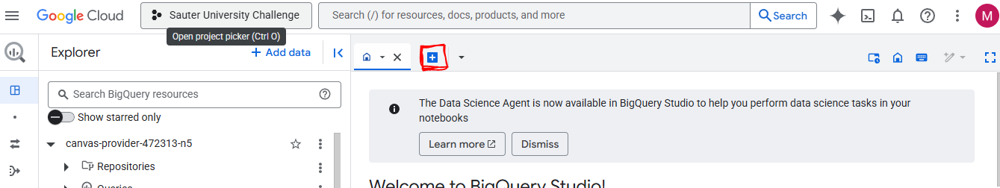 Google Cloud
Sauter University Challenge
Search (/) for resources, docs, products, and more
Search
M
Open project picker (Ctrl O)
Explorer
+ Add data
Search BigQuery resources
Show starred only
canvas-provider-472313-n5
Repositories
Queries
The Data Science Agent is now available in BigQuery Studio to help you perform data science tasks in your
notebooks
Learn more
Dismiss
Welcome to BigQuery Studio!